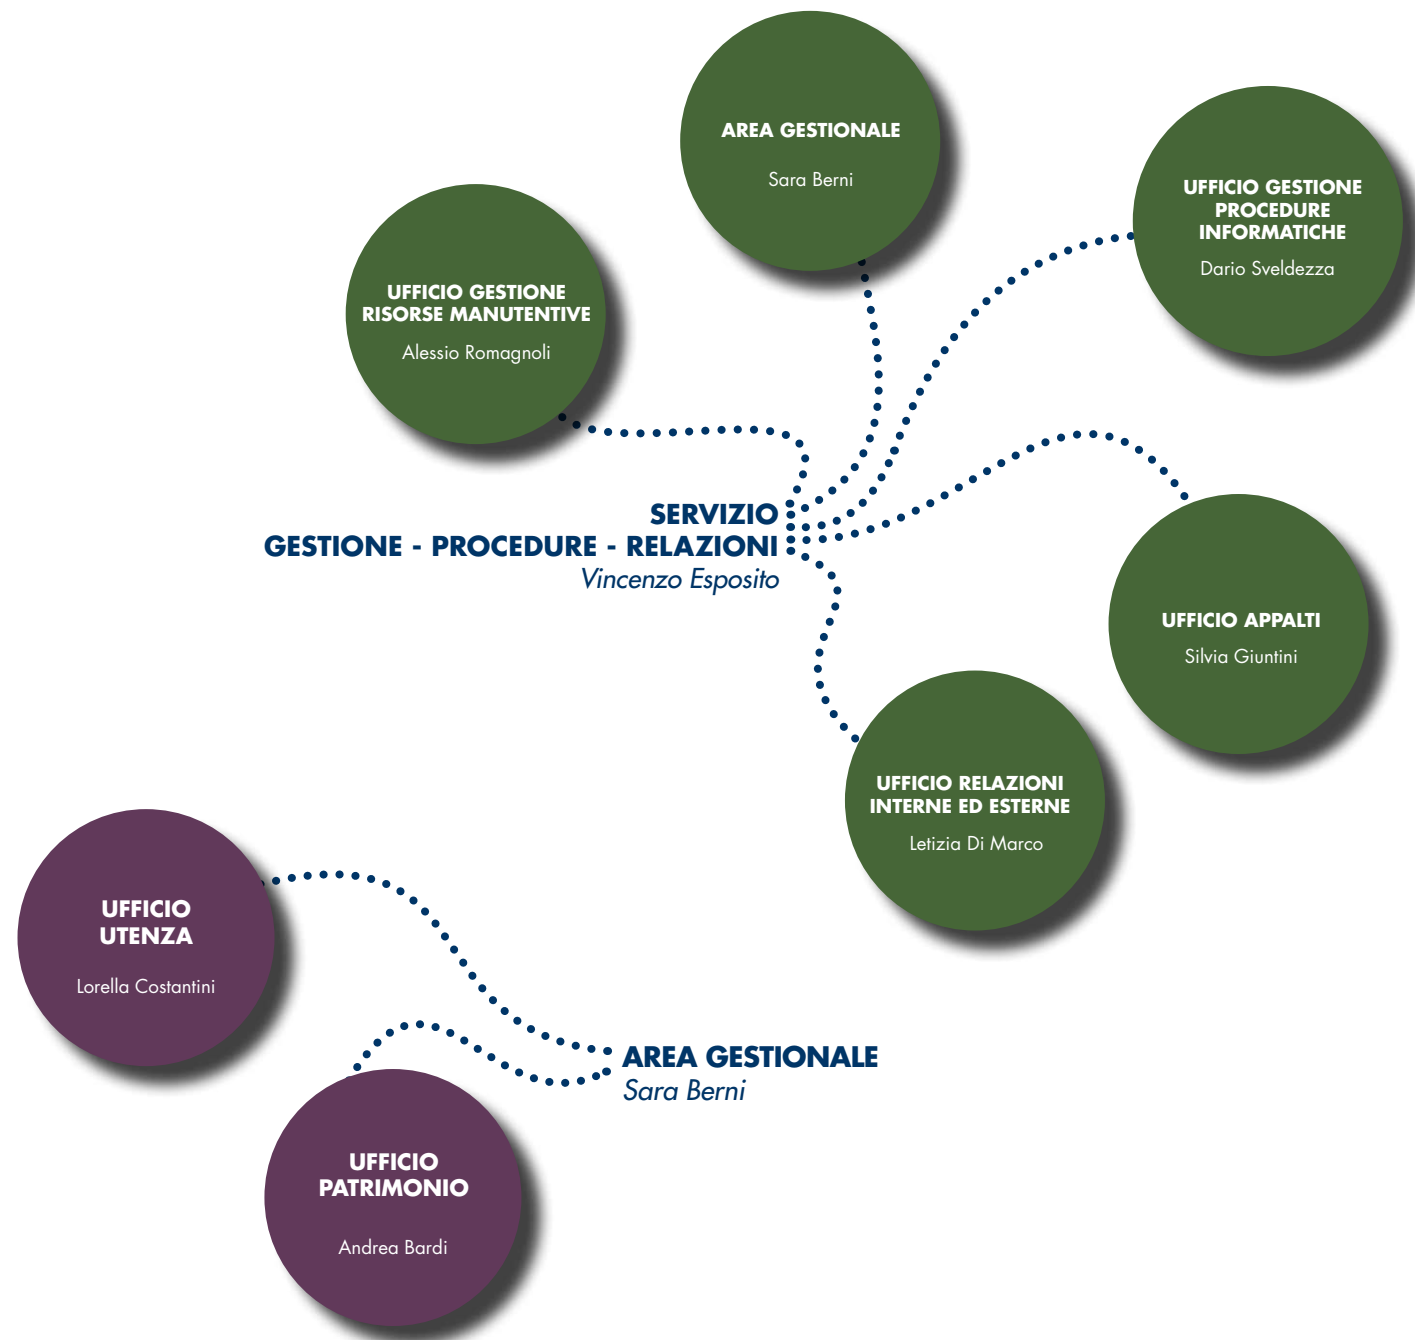 AREA GESTIONALE
Sara Berni
UFFICIO GESTIONE
PROCEDURE
INFORMATICHE
Dario Sveldezza
UFFICIO GESTIONE
RISORSE MANUTENTIVE
Alessio Romagnoli
SERVIZIO
GESTIONE - PROCEDURE - RELAZIONI
Vincenzo Esposito
UFFICIO APPALTI
Silvia Giuntini
UFFICIO RELAZIONI
INTERNE ED ESTERNE
Letizia Di Marco
UFFICIO
UTENZA
Lorella Costantini
AREA GESTIONALE
Sara Berni
UFFICIO
PATRIMONIO
Andrea Bardi